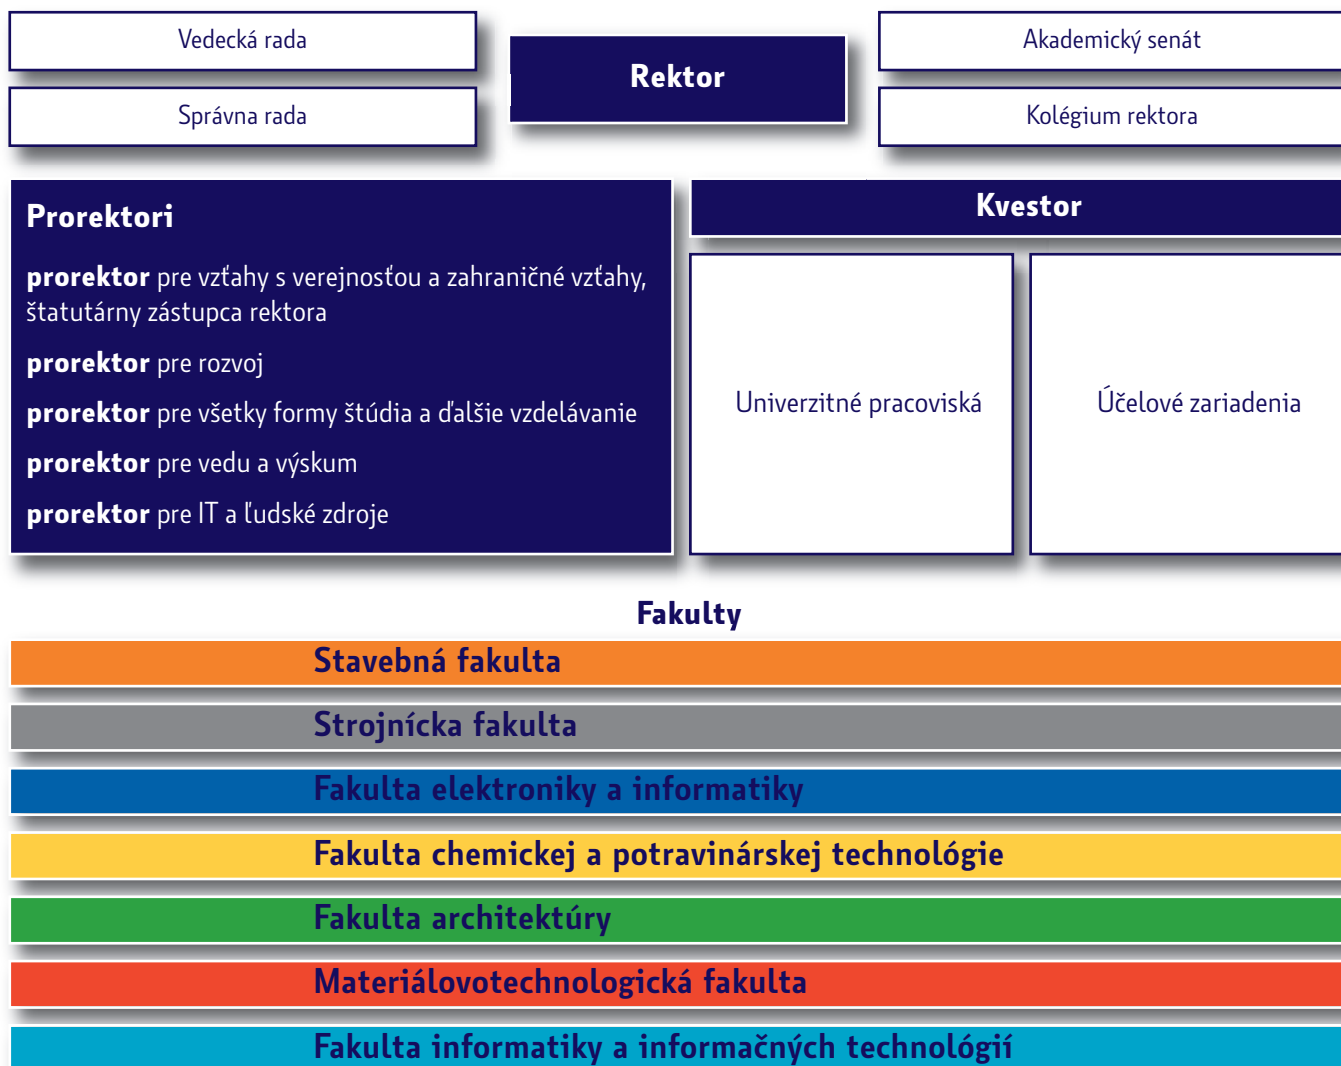 Vedecká rada
Správna rada
Rektor
Akademický senát
Kolégium rektora
Prorektori
prorektor pre vzťahy s verejnosťou a zahraničné vzťahy,
štatutárny zástupca rektora
prorektor pre rozvoj
prorektor pre všetky formy štúdia a ďalšie vzdelávanie
prorektor pre vedu a výskum
prorektor pre IT a ľudské zdroje
Kvestor
Univerzitné pracoviská
Účelové zariadenia
Fakulty
Stavebná fakulta
Strojnícka fakulta
Fakulta elektroniky a informatiky
Fakulta chemickej a potravinárskej technológie
Fakulta architektúry
Materiálovotechnologická fakulta
Fakulta informatiky a informačných technológií